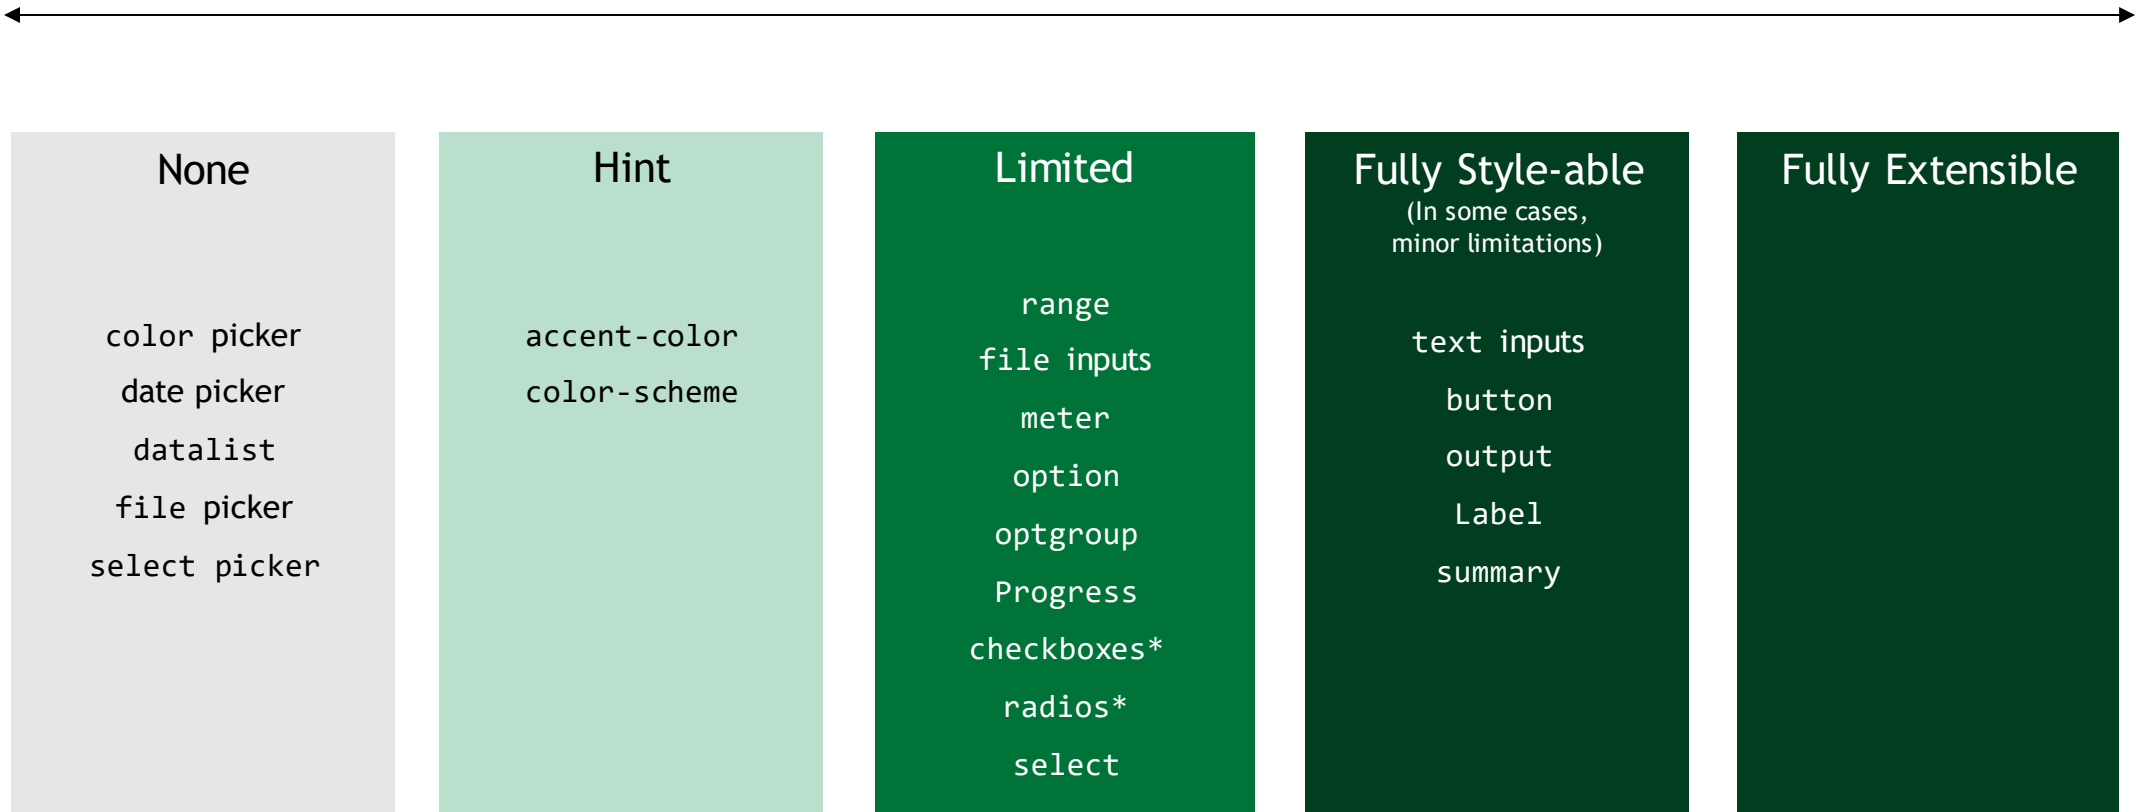 None
color picker
date picker
datalist
file picker
select picker
Hint
accent-color
color-scheme
Limited
range
file inputs
meter
option
optgroup
Progress
checkboxes*
radios*
select
Fully Style-able
(In some cases,
minor limitations)
text inputs
button
output
Label
summary
Fully Extensible